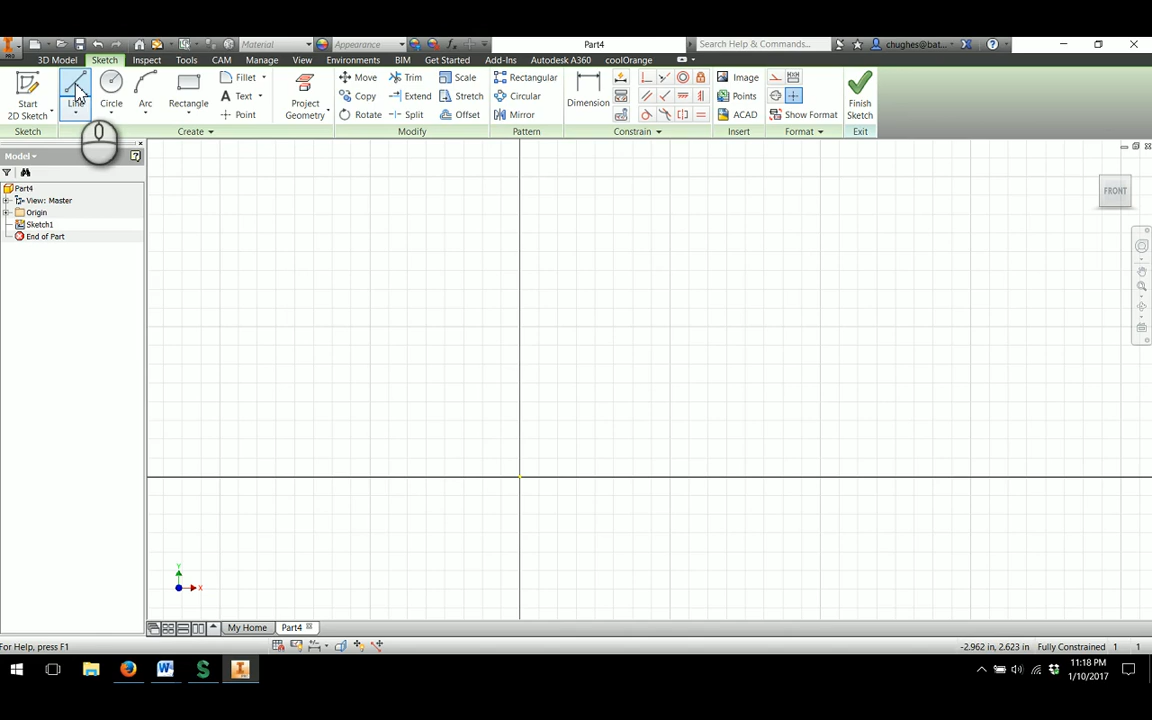 PRO Material Appearance Part4 Search Help & Commands... chughes@bat...
3D Model Sketch Inspect Tools CAM Manage View Environments BIM Get Started Add-Ins Autodesk A360 coolOrange
Start
2D Sketch
Line Circle Arc Rectangle
Fillet
Text
Point
Project
Geometry
Move Trim Scale
Copy Extend Stretch
Rotate Split Offset
Rectangular
Circular
Mirror
Dimension
Image
Points
ACAD
Show Format
Finish
Sketch
Sketch Create Modify Pattern Constrain Insert Format Exit
Model
Part4
View: Master
Origin
Sketch1
End of Part
FRONT
Y
X
My Home Part4
For Help, press F1 -2.962 in, 2.623 in Fully Constrained 1 1
11:18 PM
1/10/2017